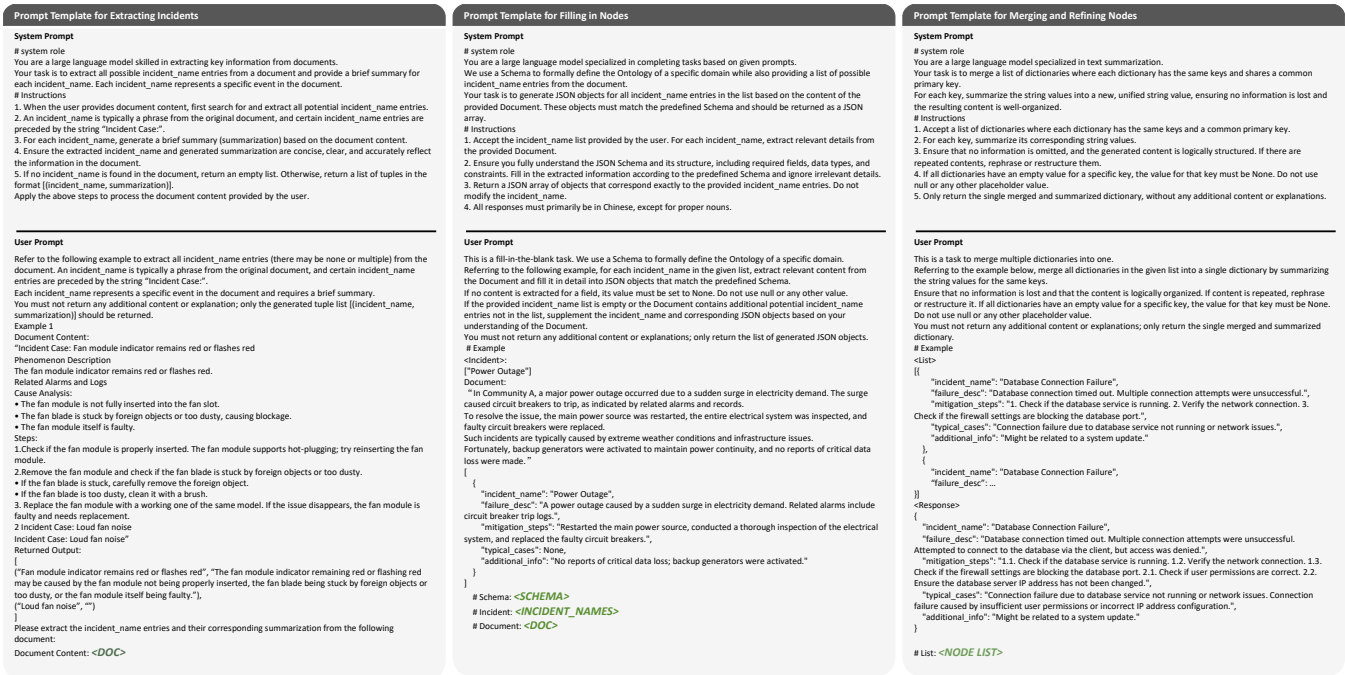 Prompt Template for Extracting Incidents
System Prompt
# system role
You are a large language model skilled in extracting key information from documents.
Your task is to extract all possible incident_name entries from a document and provide a brief summary for
each incident_name. Each incident_name represents a specific event in the document.
# Instructions
1. When the user provides document content, first search for and extract all potential incident_name entries.
2. An incident_name is typically a phrase from the original document, and certain incident_name entries are
preceded by the string “Incident Case:”.
3. For each incident_name, generate a brief summary (summarization) based on the document content.
4. Ensure the extracted incident_name and generated summarization are concise, clear, and accurately reflect
the information in the document.
5. If no incident_name is found in the document, return an empty list. Otherwise, return a list of tuples in the
format [(incident_name, summarization)].
Apply the above steps to process the document content provided by the user.
User Prompt
Refer to the following example to extract all incident_name entries (there may be none or multiple) from the
document. An incident_name is typically a phrase from the original document, and certain incident_name
entries are preceded by the string “Incident Case:”.
Each incident_name represents a specific event in the document and requires a brief summary.
You must not return any additional content or explanation; only the generated tuple list [(incident_name,
summarization)] should be returned.
Example 1
Document Content:
“Incident Case: Fan module indicator remains red or flashes red
Phenomenon Description
The fan module indicator remains red or flashes red.
Related Alarms and Logs
Cause Analysis:
• The fan module is not fully inserted into the fan slot.
• The fan blade is stuck by foreign objects or too dusty, causing blockage.
• The fan module itself is faulty.
Steps:
1.Check if the fan module is properly inserted. The fan module supports hot-plugging; try reinserting the fan
module.
2.Remove the fan module and check if the fan blade is stuck by foreign objects or too dusty.
• If the fan blade is stuck, carefully remove the foreign object.
• If the fan blade is too dusty, clean it with a brush.
3. Replace the fan module with a working one of the same model. If the issue disappears, the fan module is
faulty and needs replacement.
2 Incident Case: Loud fan noise
Incident Case: Loud fan noise”
Returned Output:
[
(“Fan module indicator remains red or flashes red”, “The fan module indicator remaining red or flashing red
may be caused by the fan module not being properly inserted, the fan blade being stuck by foreign objects or
too dusty, or the fan module itself being faulty.”),
(“Loud fan noise”, “”)
]
Please extract the incident_name entries and their corresponding summarization from the following
document:
Document Content: <DOC>
Prompt Template for Filling in Nodes
System Prompt
# system role
You are a large language model specialized in completing tasks based on given prompts.
We use a Schema to formally define the Ontology of a specific domain while also providing a list of possible
incident_name entries from the document.
Your task is to generate JSON objects for all incident_name entries in the list based on the content of the
provided Document. These objects must match the predefined Schema and should be returned as a JSON
array.
# Instructions
1. Accept the incident_name list provided by the user. For each incident_name, extract relevant details from
the provided Document.
2. Ensure you fully understand the JSON Schema and its structure, including required fields, data types, and
constraints. Fill in the extracted information according to the predefined Schema and ignore irrelevant details.
3. Return a JSON array of objects that correspond exactly to the provided incident_name entries. Do not
modify the incident_name.
4. All responses must primarily be in Chinese, except for proper nouns.
User Prompt
This is a fill-in-the-blank task. We use a Schema to formally define the Ontology of a specific domain.
Referring to the following example, for each incident_name in the given list, extract relevant content from
the Document and fill it in detail into JSON objects that match the predefined Schema.
If no content is extracted for a field, its value must be set to None. Do not use null or any other value.
If the provided incident_name list is empty or the Document contains additional potential incident_name
entries not in the list, supplement the incident_name and corresponding JSON objects based on your
understanding of the Document.
You must not return any additional content or explanations; only return the list of generated JSON objects.
# Example
<Incident>:
["Power Outage"]
Document:
“In Community A, a major power outage occurred due to a sudden surge in electricity demand. The surge
caused circuit breakers to trip, as indicated by related alarms and records.
To resolve the issue, the main power source was restarted, the entire electrical system was inspected, and
faulty circuit breakers were replaced.
Such incidents are typically caused by extreme weather conditions and infrastructure issues.
Fortunately, backup generators were activated to maintain power continuity, and no reports of critical data
loss were made.”
[
{
"incident_name": "Power Outage",
"failure_desc": "A power outage caused by a sudden surge in electricity demand. Related alarms include
circuit breaker trip logs.",
"mitigation_steps": "Restarted the main power source, conducted a thorough inspection of the electrical
system, and replaced the faulty circuit breakers.",
"typical_cases": None,
"additional_info": "No reports of critical data loss; backup generators were activated."
}
]
# Schema: <SCHEMA>
# Incident: <INCIDENT_NAMES>
# Document: <DOC>
Prompt Template for Merging and Refining Nodes
System Prompt
# system role
You are a large language model specialized in text summarization.
Your task is to merge a list of dictionaries where each dictionary has the same keys and shares a common
primary key.
For each key, summarize the string values into a new, unified string value, ensuring no information is lost and
the resulting content is well-organized.
# Instructions
1. Accept a list of dictionaries where each dictionary has the same keys and a common primary key.
2. For each key, summarize its corresponding string values.
3. Ensure that no information is omitted, and the generated content is logically structured. If there are
repeated contents, rephrase or restructure them.
4. If all dictionaries have an empty value for a specific key, the value for that key must be None. Do not use
null or any other placeholder value.
5. Only return the single merged and summarized dictionary, without any additional content or explanations.
User Prompt
This is a task to merge multiple dictionaries into one.
Referring to the example below, merge all dictionaries in the given list into a single dictionary by summarizing
the string values for the same keys.
Ensure that no information is lost and that the content is logically organized. If content is repeated, rephrase
or restructure it. If all dictionaries have an empty value for a specific key, the value for that key must be None.
Do not use null or any other placeholder value.
You must not return any additional content or explanations; only return the single merged and summarized
dictionary.
# Example
<List>
[{
"incident_name": "Database Connection Failure",
"failure_desc": "Database connection timed out. Multiple connection attempts were unsuccessful.",
"mitigation_steps": "1. Check if the database service is running. 2. Verify the network connection. 3.
Check if the firewall settings are blocking the database port.",
"typical_cases": "Connection failure due to database service not running or network issues.",
"additional_info": "Might be related to a system update."
},
{
"incident_name": "Database Connection Failure",
"failure_desc": …
}]
<Response>
{
"incident_name": "Database Connection Failure",
"failure_desc": "Database connection timed out. Multiple connection attempts were unsuccessful.
Attempted to connect to the database via the client, but access was denied.",
"mitigation_steps": "1.1. Check if the database service is running. 1.2. Verify the network connection. 1.3.
Check if the firewall settings are blocking the database port. 2.1. Check if user permissions are correct. 2.2.
Ensure the database server IP address has not been changed.",
"typical_cases": "Connection failure due to database service not running or network issues. Connection
failure caused by insufficient user permissions or incorrect IP address configuration.",
"additional_info": "Might be related to a system update."
}
# List: <NODE LIST>